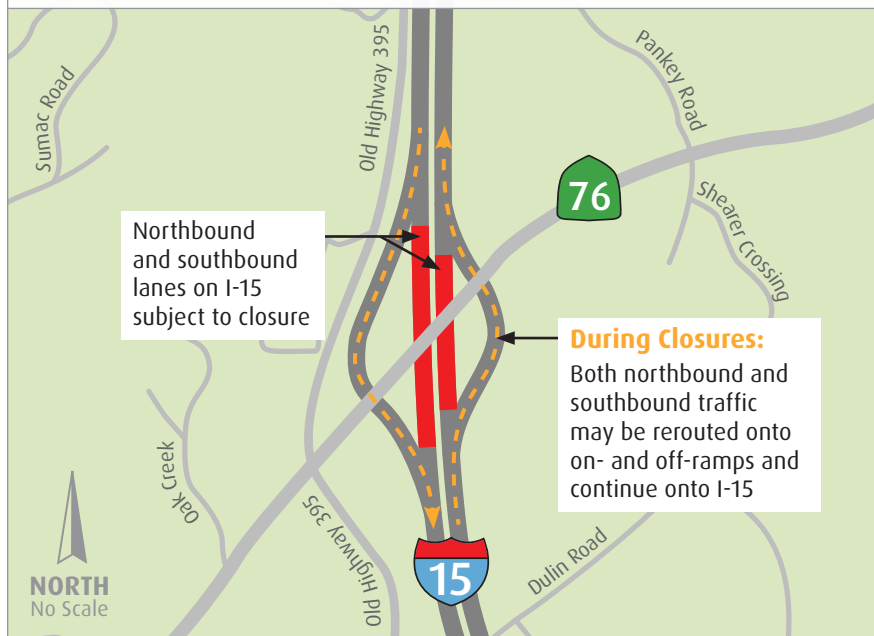 Sumac Road
Old Highway 395
Pankey Road
76
Shearer Crossing
Northbound
and southbound
lanes on I-15
subject to closure
During Closures:
Both northbound and
southbound traffic
may be rerouted onto
on- and off-ramps and
continue onto I-15
Oak Creek
Old Highway 395
Dulin Road
15
NORTH
No Scale